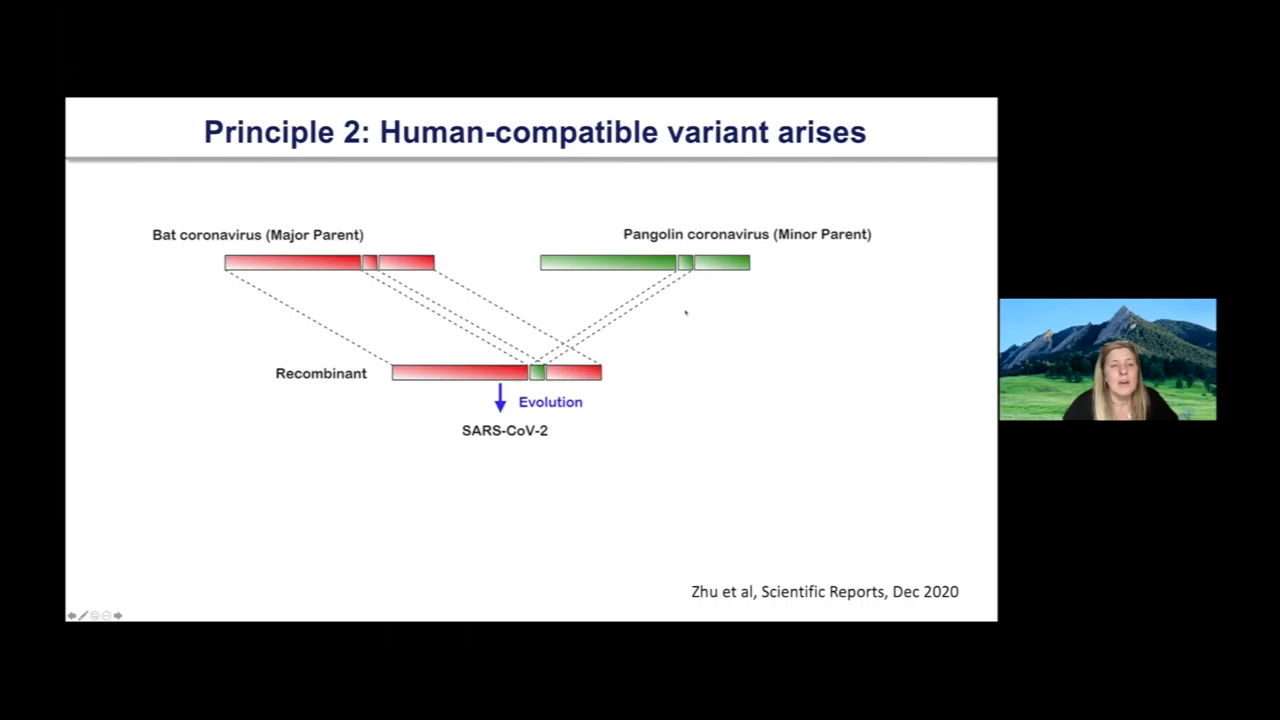 Principle 2: Human-compatible variant arises
Bat coronavirus (Major Parent)
Pangolin coronavirus (Minor Parent)
Recombinant
Evolution
SARS-CoV-2
Zhu et al, Scientific Reports, Dec 2020